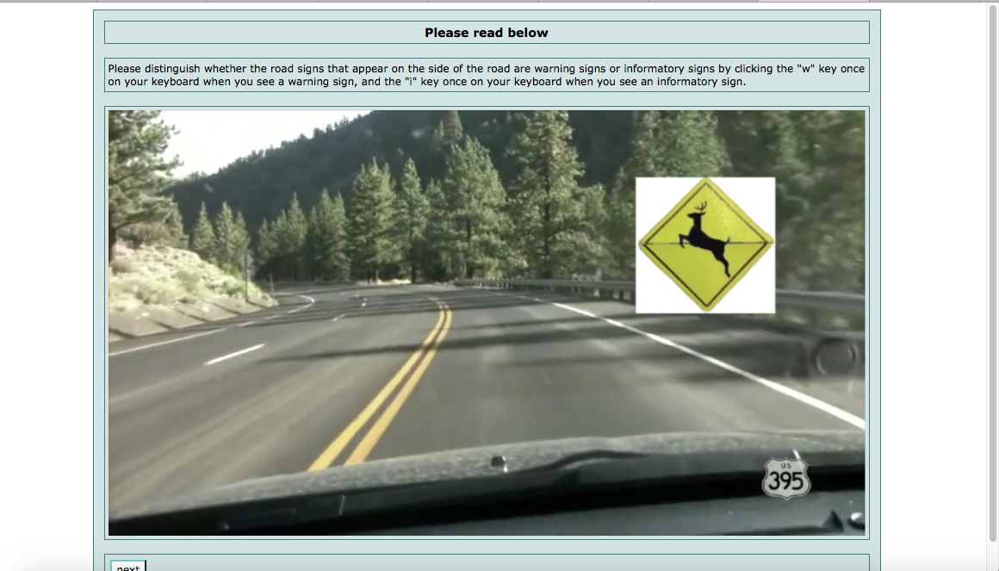 Please read below
Please distinguish whether the road signs that appear on the side of the road are warning signs or informatory signs by clicking the "w" key once
on your keyboard when you see a warning sign, and the "i" key once on your keyboard when you see an informatory sign.
US
395
next